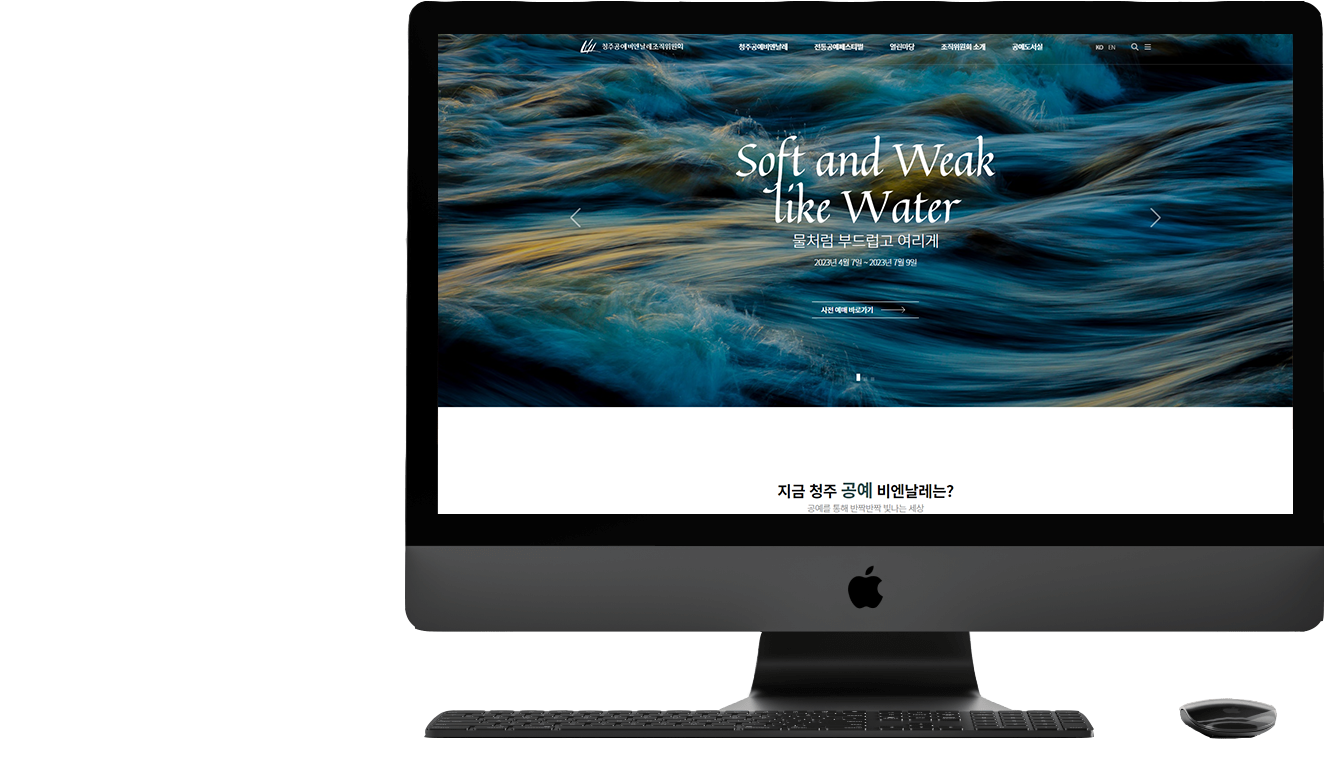 청주공예비엔날레조직위원회
청주공예비엔날레 전통공예페스티벌 열린마당 조직위원회 소개 공예도서실
KO EN
Soft and Weak
like Water
물처럼 부드럽고 여리게
2023년 4월 7일 ~ 2023년 7월 9일
사전 예매 바로가기
지금 청주 공예 비엔날레는?
공예를 통해 반짝반짝 빛나는 세상